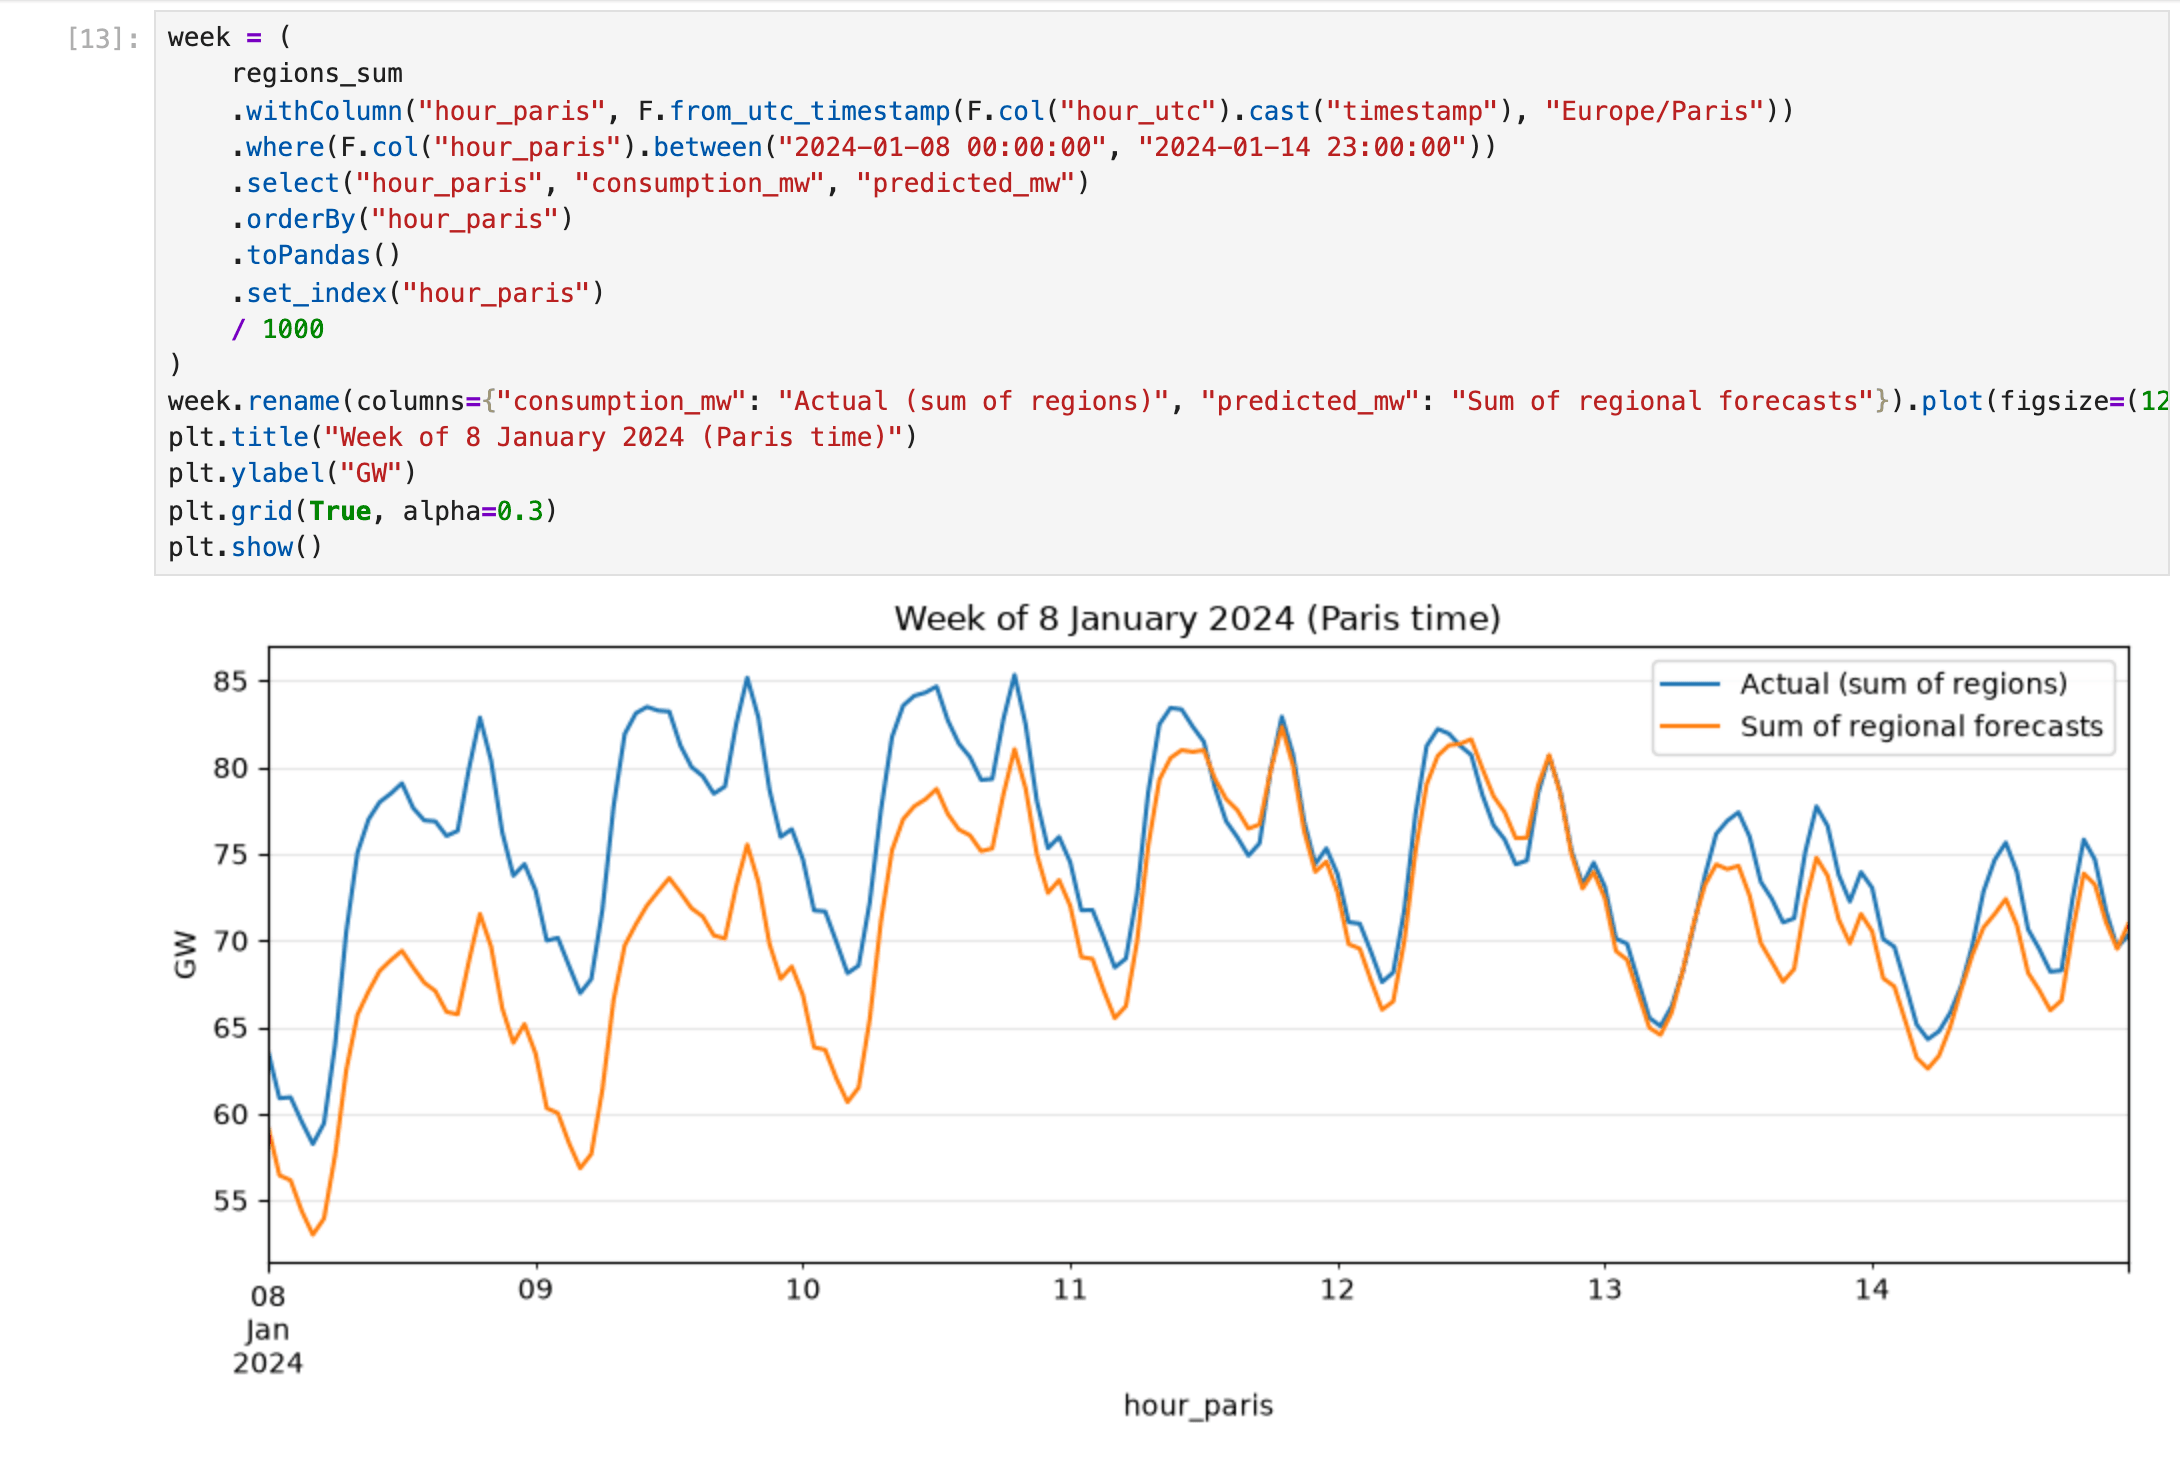 [13]:
week = (
    regions_sum
    .withColumn("hour_paris", F.from_utc_timestamp(F.col("hour_utc").cast("timestamp"), "Europe/Paris"))
    .where(F.col("hour_paris").between("2024-01-08 00:00:00", "2024-01-14 23:00:00"))
    .select("hour_paris", "consumption_mw", "predicted_mw")
    .orderBy("hour_paris")
    .toPandas()
    .set_index("hour_paris")
    / 1000
)
week.rename(columns={"consumption_mw": "Actual (sum of regions)", "predicted_mw": "Sum of regional forecasts"}).plot(figsize=(12
plt.title("Week of 8 January 2024 (Paris time)")
plt.ylabel("GW")
plt.grid(True, alpha=0.3)
plt.show()
Week of 8 January 2024 (Paris time)
Actual (sum of regions)
Sum of regional forecasts
GW
85
80
75
70
65
60
55
08 09 10 11 12 13 14
Jan
2024
hour_paris